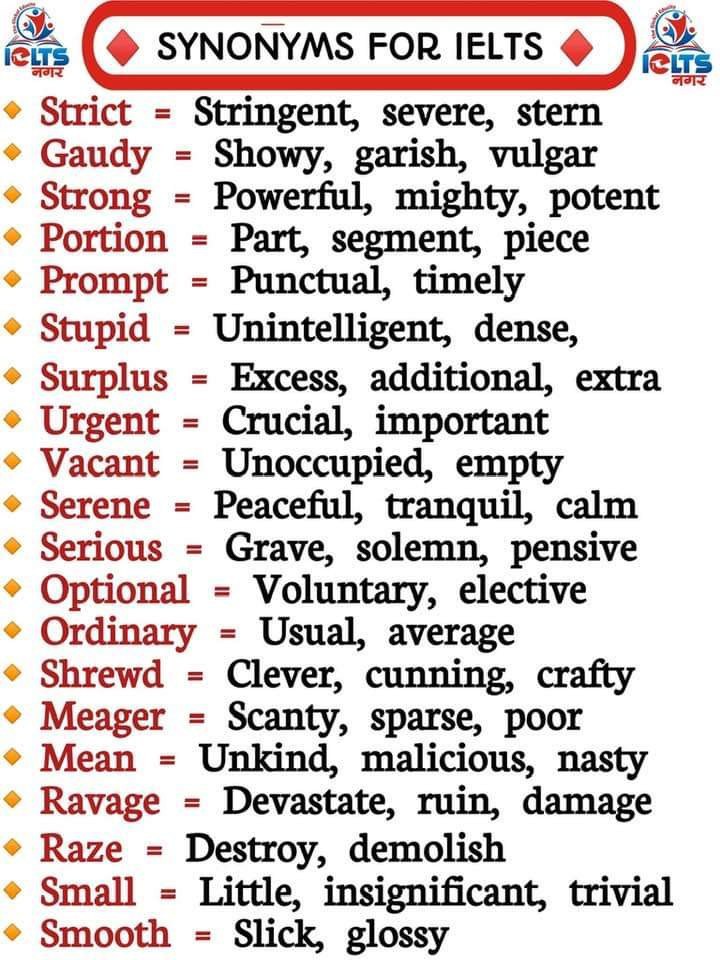 IELTS
नगर
SYNONYMS FOR IELTS
IELTS
नगर
Strict = Stringent, severe, stern
Gaudy = Showy, garish, vulgar
Strong = Powerful, mighty, potent
Portion = Part, segment, piece
Prompt = Punctual, timely
Stupid = Unintelligent, dense,
Surplus = Excess, additional, extra
Urgent = Crucial, important
Vacant = Unoccupied, empty
Serene = Peaceful, tranquil, calm
Serious = Grave, solemn, pensive
Optional = Voluntary, elective
Ordinary = Usual, average
Shrewd = Clever, cunning, crafty
Meager = Scanty, sparse, poor
Mean = Unkind, malicious, nasty
Ravage = Devastate, ruin, damage
Raze = Destroy, demolish
Small = Little, insignificant, trivial
Smooth = Slick, glossy